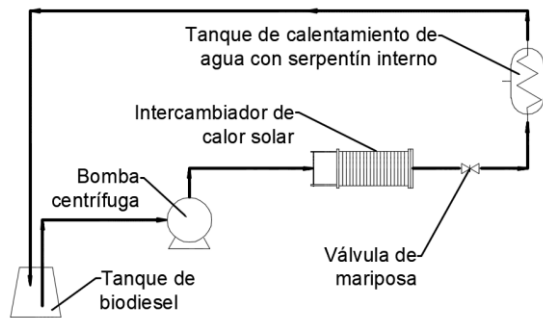 Tanque de calentamiento de
agua con serpentín interno
Intercambiador de
calor solar
Bomba
centrífuga
Válvula de
mariposa
Tanque de
biodiesel